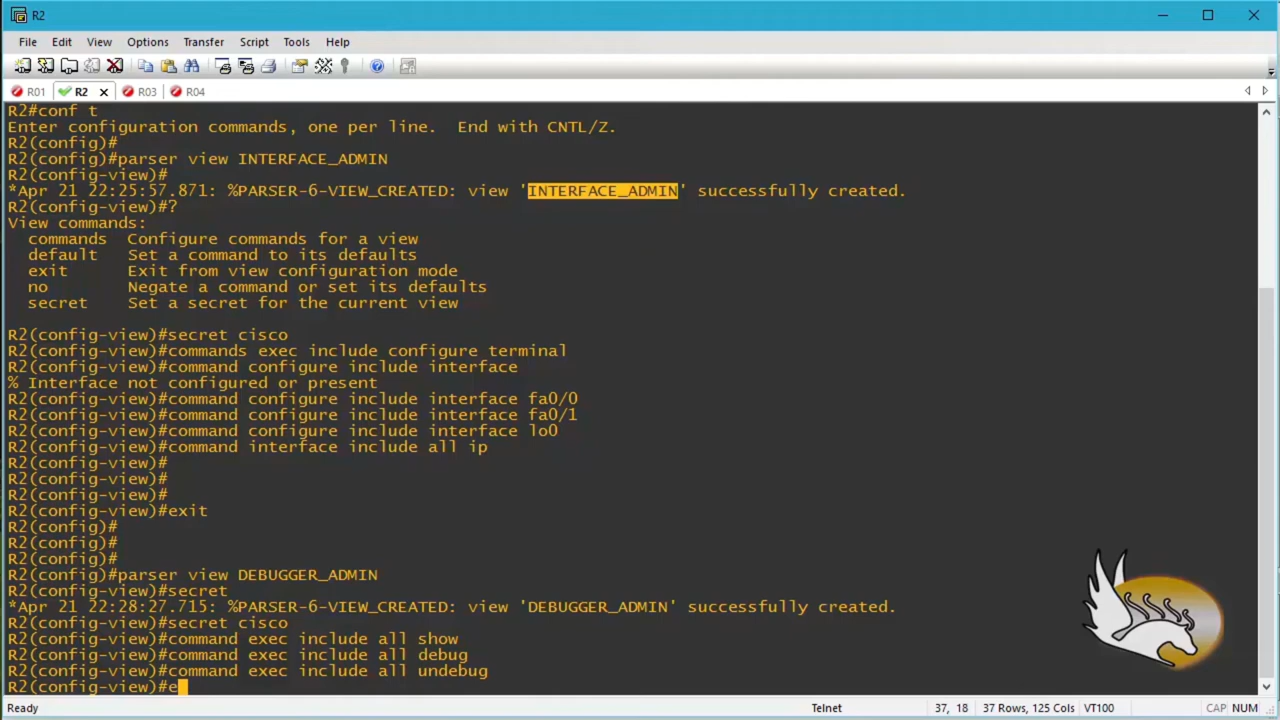 R2
File Edit View Options Transfer Script Tools Help
R01 R2 x R03 R04
R2#conf t
Enter configuration commands, one per line.  End with CNTL/Z.
R2(config)#
R2(config)#parser view INTERFACE_ADMIN
R2(config-view)#
*Apr 21 22:25:57.871: %PARSER-6-VIEW_CREATED: view 'INTERFACE_ADMIN' successfully created.
R2(config-view)#?
View commands:
  commands  Configure commands for a view
  default   Set a command to its defaults
  exit      Exit from view configuration mode
  no        Negate a command or set its defaults
  secret    Set a secret for the current view
R2(config-view)#secret cisco
R2(config-view)#commands exec include configure terminal
R2(config-view)#command configure include interface
% Interface not configured or present
R2(config-view)#command configure include interface fa0/0
R2(config-view)#command configure include interface fa0/1
R2(config-view)#command configure include interface lo0
R2(config-view)#command interface include all ip
R2(config-view)#
R2(config-view)#
R2(config-view)#
R2(config-view)#exit
R2(config)#
R2(config)#
R2(config)#
R2(config)#parser view DEBUGGER_ADMIN
R2(config-view)#secret
*Apr 21 22:28:27.715: %PARSER-6-VIEW_CREATED: view 'DEBUGGER_ADMIN' successfully created.
R2(config-view)#secret cisco
R2(config-view)#command exec include all show
R2(config-view)#command exec include all debug
R2(config-view)#command exec include all undebug
R2(config-view)#e
Ready Telnet 37, 18 37 Rows, 125 Cols VT100 CAP NUM